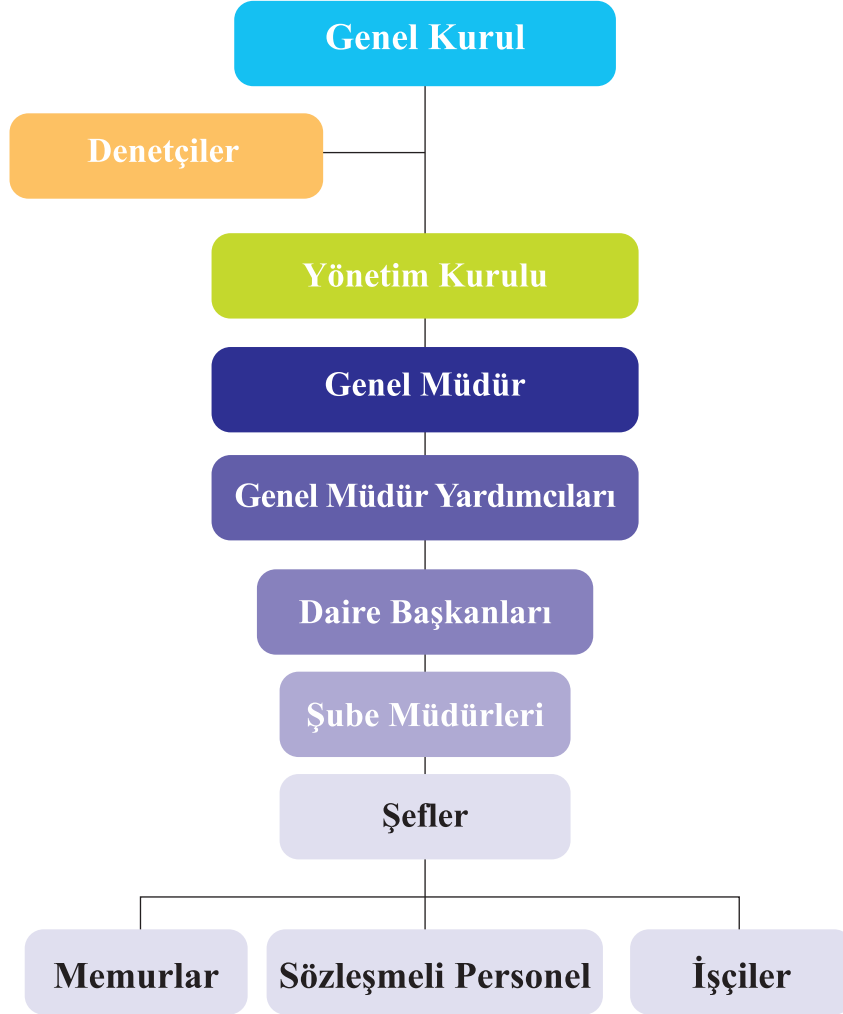 Genel Kurul
Denetçiler
Yönetim Kurulu
Genel Müdür
Genel Müdür Yardımcıları
Daire Başkanları
Şube Müdürleri
Şefler
Memurlar
Sözleşmeli Personel
İşçiler